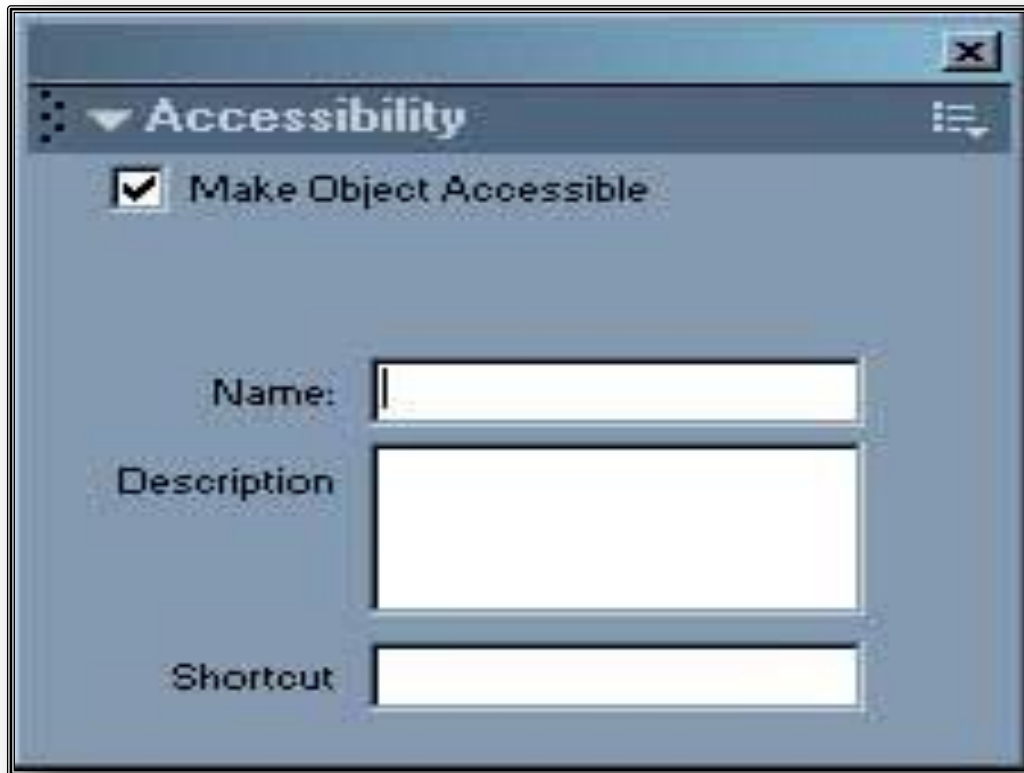 Accessibility
Make Object Accessible
Name:
Description
Shortcut